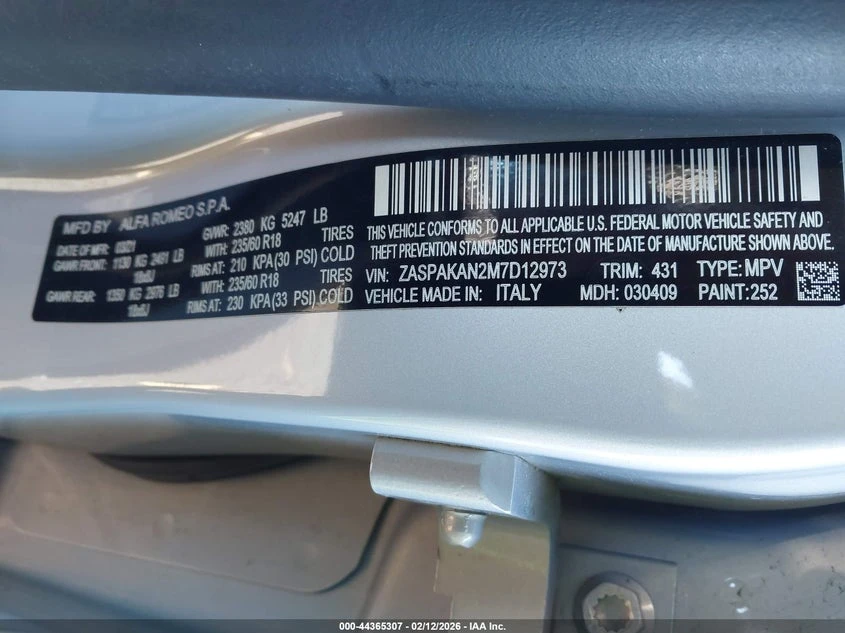 MFD BY ALFA ROMEO S.P.A.
DATE OF MFR: 03/21 GVWR: 2380 KG 5247 LB
GAWR FRONT: 1130 KG 2491 LB WITH: 235/60 R18 TIRES
RIMS AT: 210 KPA(30 PSI) COLD
GAWR REAR: 1350 KG 2976 LB WITH: 235/60 R18 TIRES
RIMS AT: 230 KPA(33 PSI) COLD
THIS VEHICLE CONFORMS TO ALL APPLICABLE U.S. FEDERAL MOTOR VEHICLE SAFETY AND
THEFT PREVENTION STANDARDS IN EFFECT ON THE DATE OF MANUFACTURE SHOWN ABOVE.
VIN: ZASPAKAN2M7D12973 TRIM: 431 TYPE: MPV
VEHICLE MADE IN: ITALY MDH: 030409 PAINT: 252
000-44365307 | 02/12/2026 - IAA Inc.